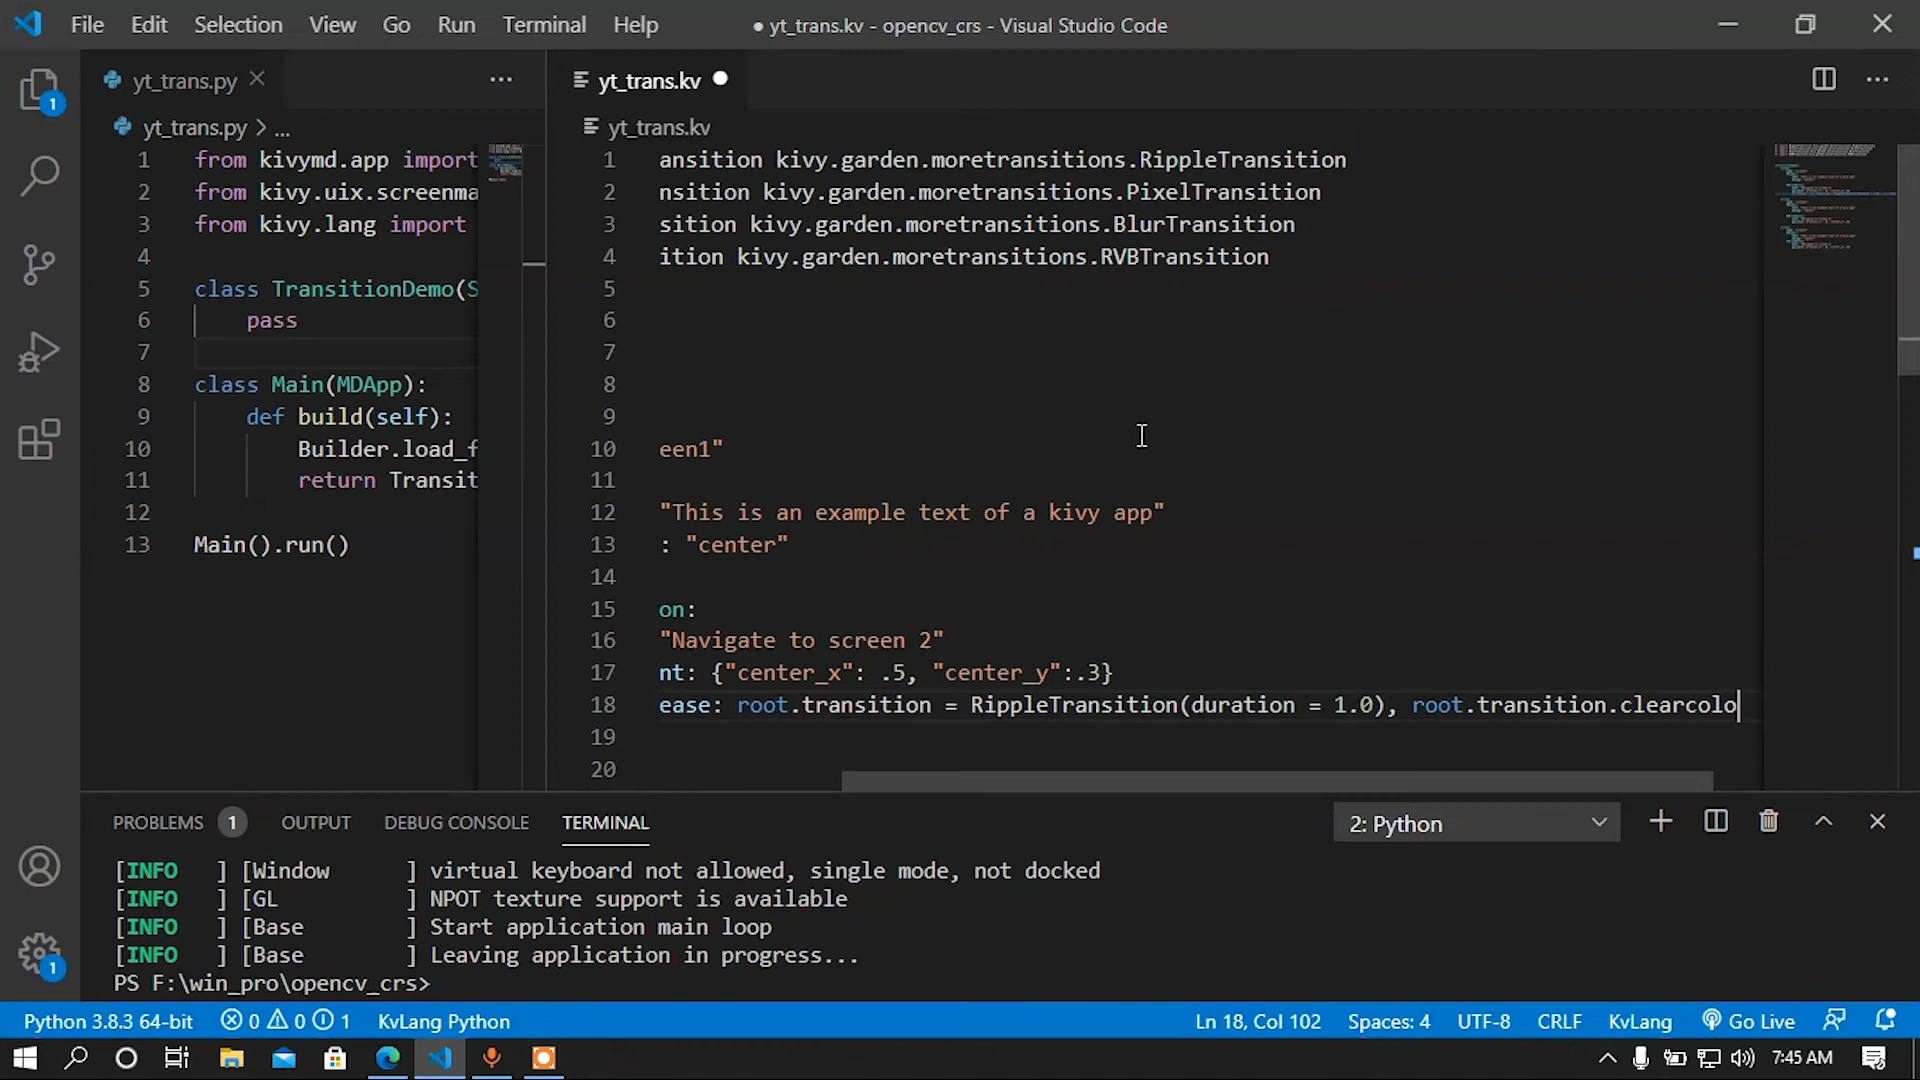 File Edit Selection View Go Run Terminal Help
● yt_trans.kv - opencv_crs - Visual Studio Code
yt_trans.py
yt_trans.py > ...
1 from kivymd.app import
2 from kivy.uix.screenma
3 from kivy.lang import
4
5 class TransitionDemo(S
6 pass
7
8 class Main(MDApp):
9 def build(self):
10 Builder.load_f
11 return Transit
12
13 Main().run()
yt_trans.kv
yt_trans.kv
1 ansition kivy.garden.moretransitions.RippleTransition
2 nsition kivy.garden.moretransitions.PixelTransition
3 sition kivy.garden.moretransitions.BlurTransition
4 ition kivy.garden.moretransitions.RVBTransition
5
6
7
8
9
10 een1"
11
12 "This is an example text of a kivy app"
13 : "center"
14
15 on:
16 "Navigate to screen 2"
17 nt: {"center_x": .5, "center_y":.3}
18 ease: root.transition = RippleTransition(duration = 1.0), root.transition.clearcolo
19
20
1
1
PROBLEMS 1 OUTPUT DEBUG CONSOLE TERMINAL 2: Python
[INFO ] [Window ] virtual keyboard not allowed, single mode, not docked
[INFO ] [GL ] NPOT texture support is available
[INFO ] [Base ] Start application main loop
[INFO ] [Base ] Leaving application in progress...
PS F:\win_pro\opencv_crs>
Python 3.8.3 64-bit 0 0 1 KvLang Python Ln 18, Col 102 Spaces: 4 UTF-8 CRLF KvLang Go Live
7:45 AM